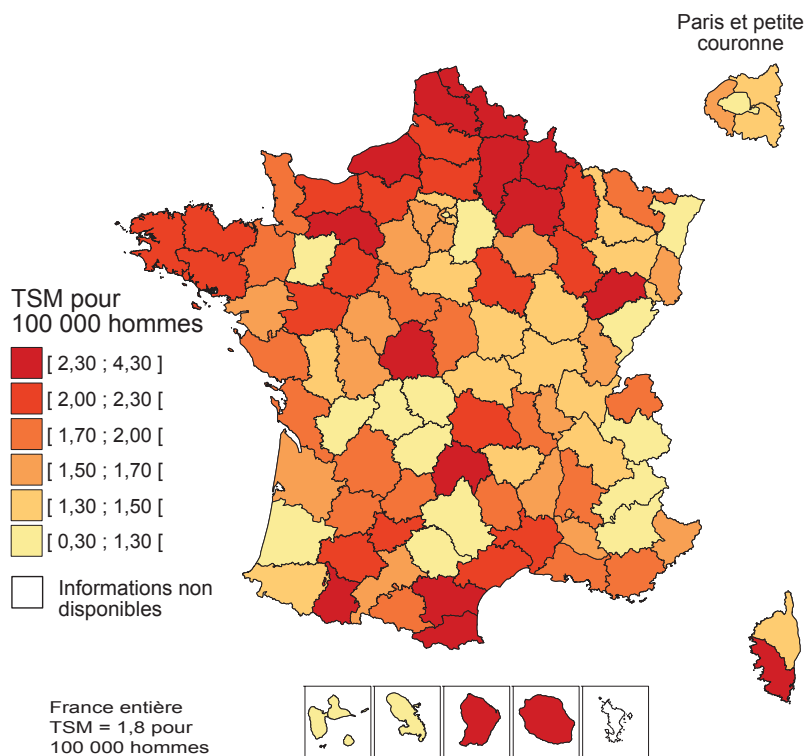 Paris et petite
couronne
TSM pour
100 000 hommes
[ 2,30 ; 4,30 ]
[ 2,00 ; 2,30 [
[ 1,70 ; 2,00 [
[ 1,50 ; 1,70 [
[ 1,30 ; 1,50 [
[ 0,30 ; 1,30 [
Informations non
disponibles
France entière
TSM = 1,8 pour
100 000 hommes